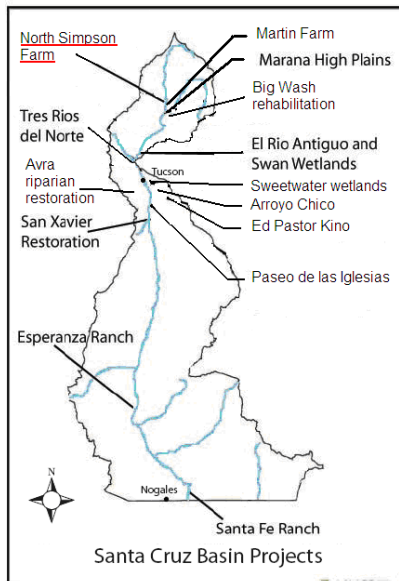 North Simpson
Farm
Martin Farm
Marana High Plains
Big Wash
rehabilitation
Tres Rios
del Norte
El Rio Antiguo and
Swan Wetlands
Avra
riparian
restoration
Tucson
Sweetwater wetlands
Arroyo Chico
Ed Pastor Kino
San Xavier
Restoration
Paseo de las Iglesias
Esperanza Ranch
N
Nogales
Santa Fe Ranch
Santa Cruz Basin Projects